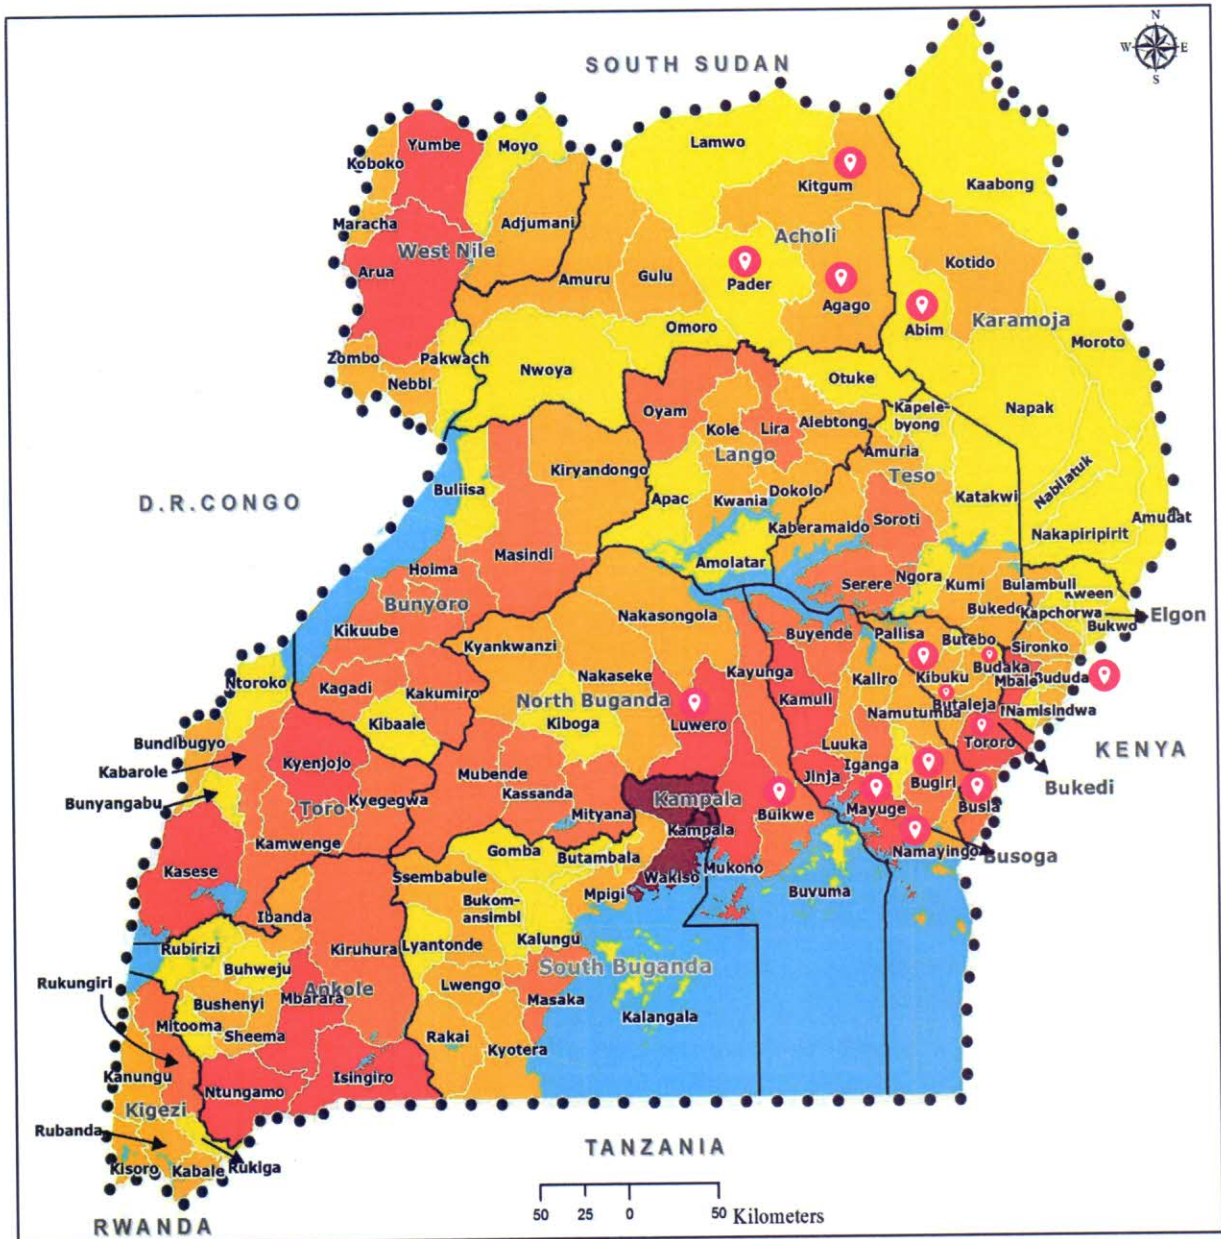 N
W E
S
SOUTH SUDAN
Koboko
Yumbe
Moyo
Lamwo
Kitgum
Kaabong
Maracha
Adjumani
West Nile
Arua
Acholi
Kotido
Amuru
Gulu
Pader
Agago
Abim
Karamoja
Zombo
Pakwach
Nebbi
Omoro
Moroto
Nwoya
Otuke
Oyam
Kole
Lira
Alebtong
Kapele-
byong
Napak
Lango
Amuria
Teso
Kiryandongo
Buliisa
D.R.CONGO
Apac
Kwania
Dokolo
Katakwi
Nabilatuk
Kaberamaido
Soroti
Amudat
Masindi
Nakapiripirit
Amolatar
Hoima
Serere
Ngora
Kumi
Bulambuli
Kween
Bunyoro
Bukede
Kapchorwa
Elgon
Nakasongola
Bukwo
Kikuube
Buyende
Pallisa
Butebo
Sironko
Kyankwanzi
Budaka
Ntoroko
Kagadi
Kakumiro
Nakaseke
Kayunga
Kaliro
Kibuku
Mbale
Bududa
North Buganda
Kamuli
Butaleja
Kibaale
Kiboga
Luwero
Namutumba
Namisindwa
Bundibugyo
Luuka
Tororo
KENYA
Kabarole
Kyenjojo
Mubende
Iganga
Jinja
Bugiri
Bukedi
Bunyangabu
Toro
Kyegegwa
Kassanda
Kampala
Buikwe
Mayuge
Busia
Mityana
Kampala
Kamwenge
Gomba
Butambala
Namayingo
Busoga
Kasese
Ssembabule
Wakiso
Mukono
Buvuma
Ibanda
Bukom-
ansimbi
Mpigi
Rubirizi
Kiruhura
Lyantonde
Kalungu
Buhweju
South Buganda
Rukungiri
Bushenyi
Mbarara
Ankole
Lwengo
Masaka
Mitooma
Sheema
Kalangala
Rakai
Kyotera
Kanungu
Isingiro
Ntungamo
Kigezi
Rubanda
TANZANIA
Kisoro
Kabale
Rukiga
RWANDA
50 25 0 50 Kilometers